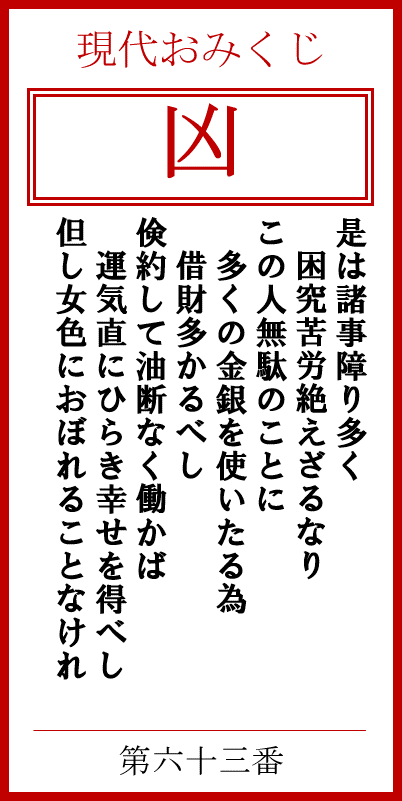 現代おみくじ
凶
是は諸事障り多く
困究苦労絶えざるなり
この人無駄のことに
多くの金銀を使いたる為
借財多かるべし
倹約して油断なく働かば
運気直にひらき幸せを得べし
但し女色におぼれることなけれ
第六十三番